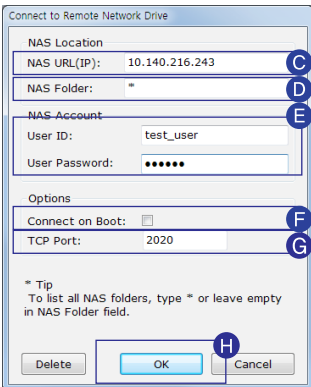 Connect to Remote Network Drive
NAS Location
NAS URL(IP): 10.140.216.243 C
NAS Folder: * D
NAS Account E
User ID: test_user
User Password: ●●●●●●
Options
Connect on Boot: F
TCP Port: 2020 G
* Tip
To list all NAS folders, type * or leave empty
in NAS Folder field.
H
Delete OK Cancel